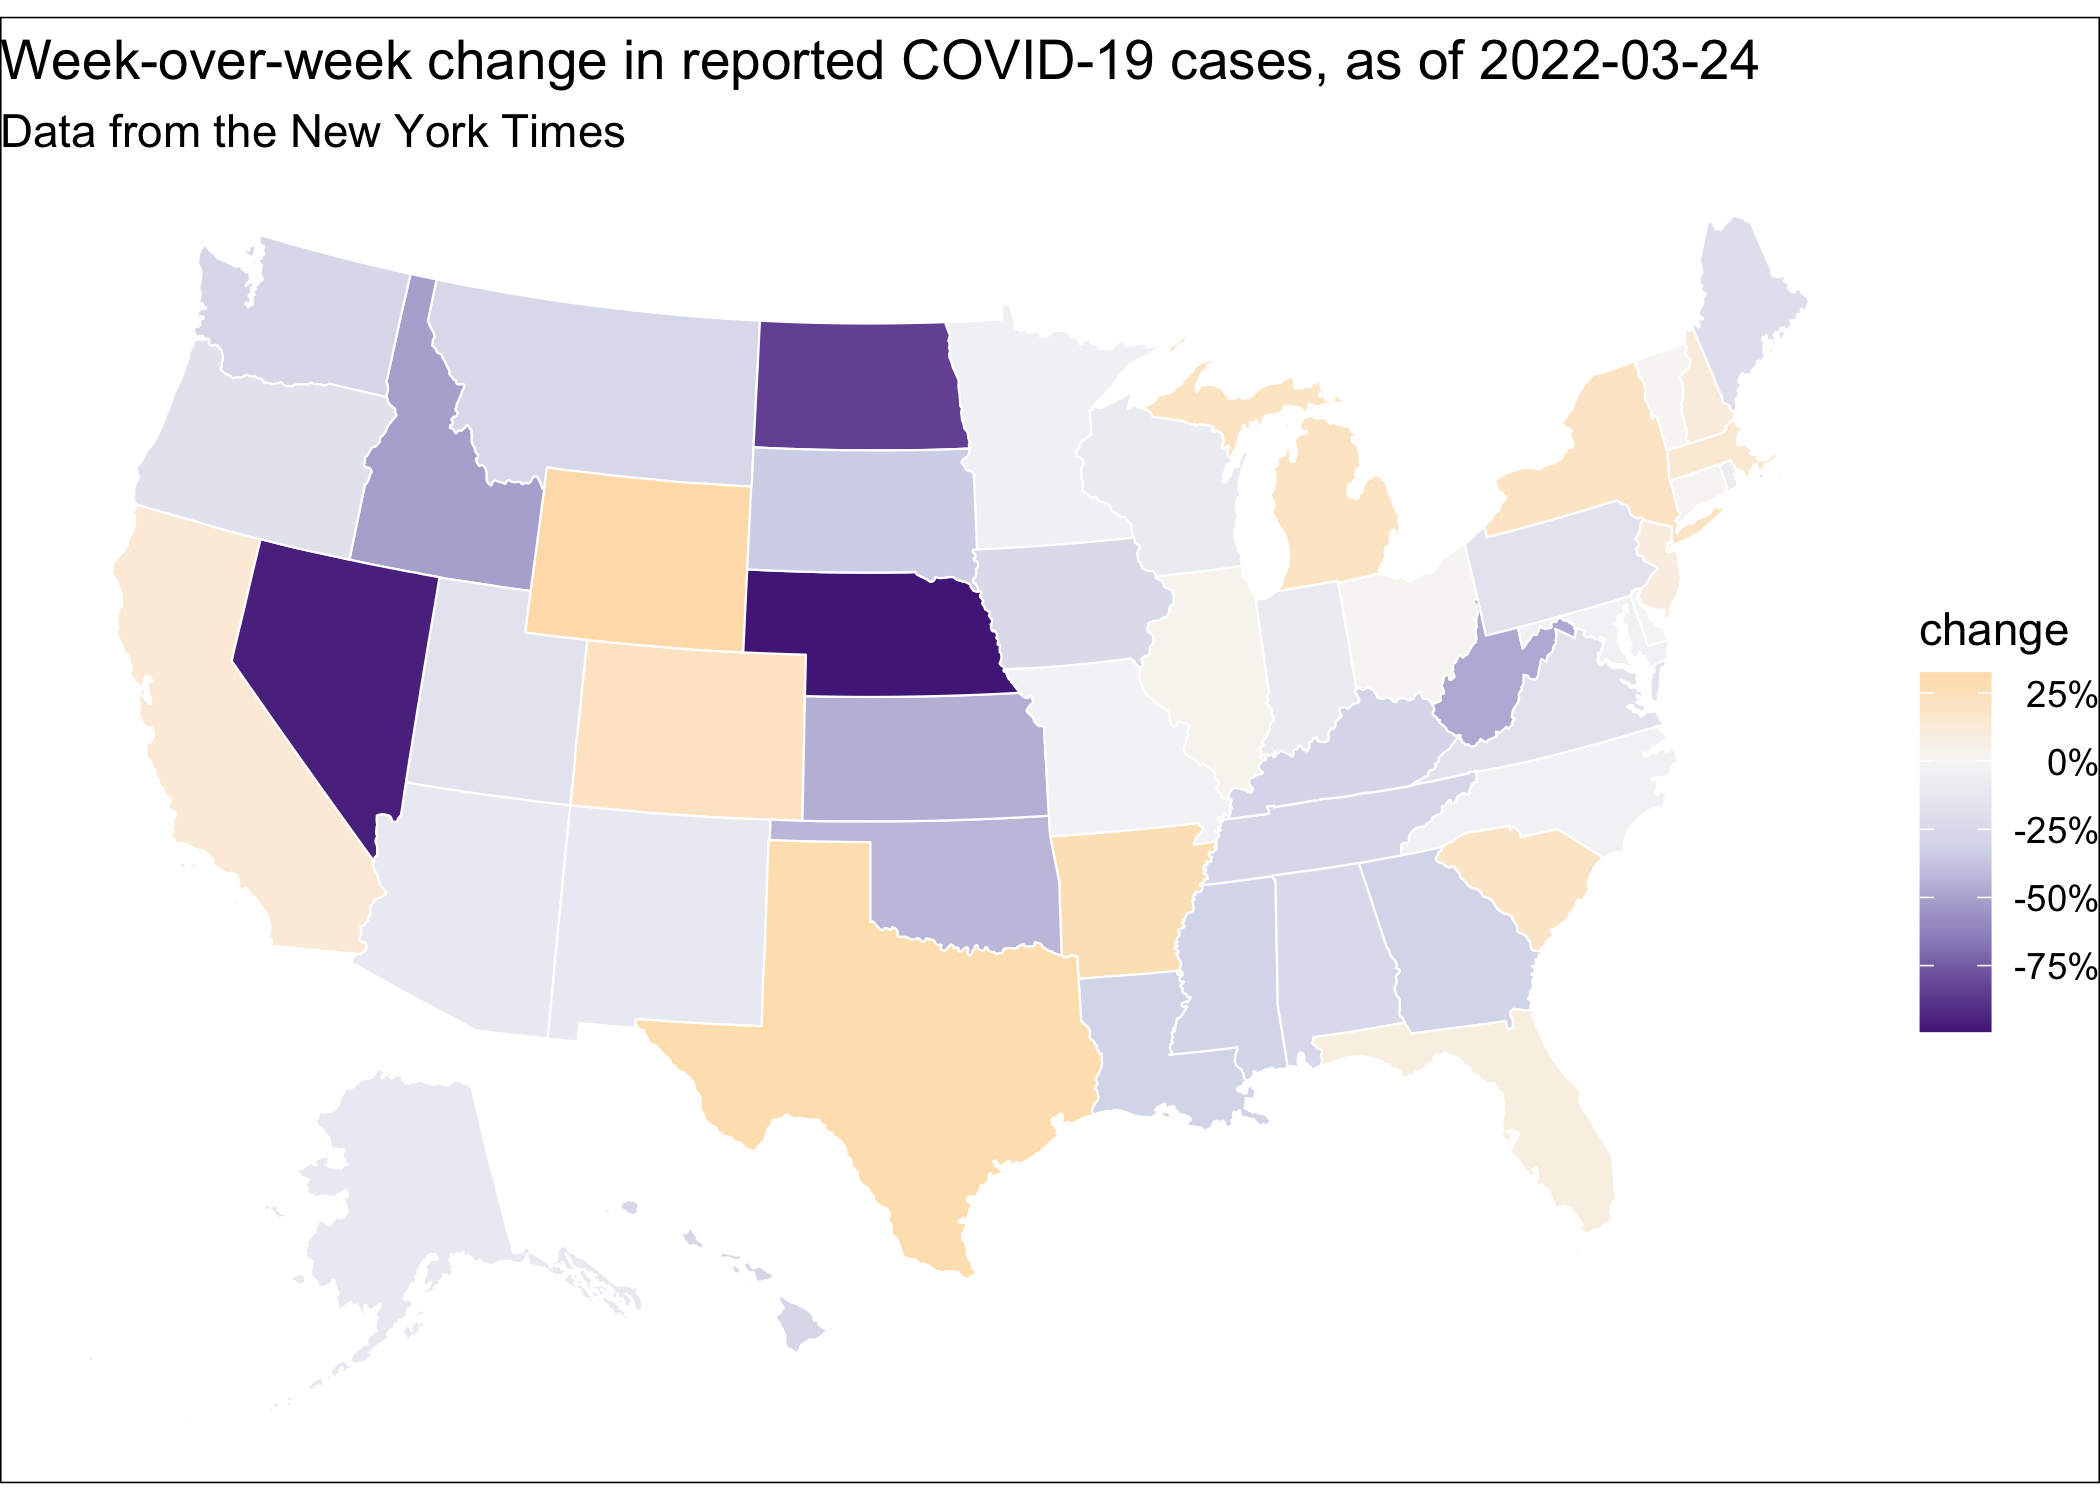 Week-over-week change in reported COVID-19 cases, as of 2022-03-24
Data from the New York Times
change
25%
0%
-25%
-50%
-75%